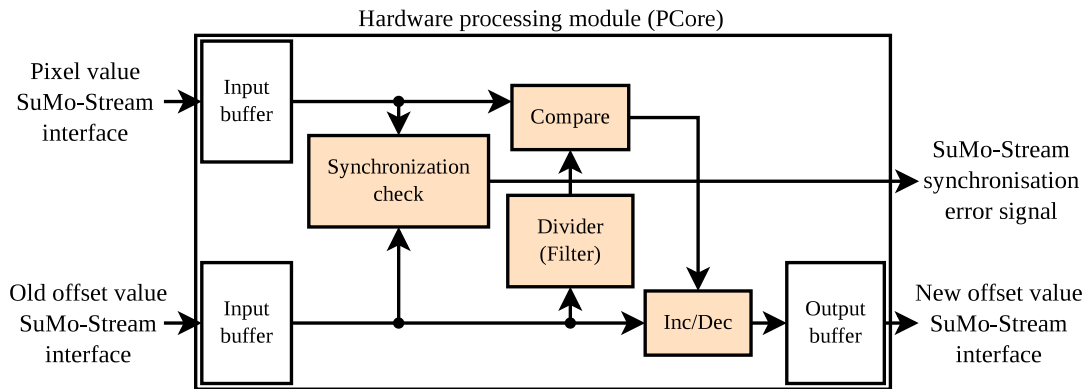 Hardware processing module (PCore)
Pixel value
SuMo-Stream
interface
Input
buffer
Compare
Synchronization
check
SuMo-Stream
synchronisation
error signal
Divider
(Filter)
Old offset value
SuMo-Stream
interface
Input
buffer
Inc/Dec
Output
buffer
New offset value
SuMo-Stream
interface